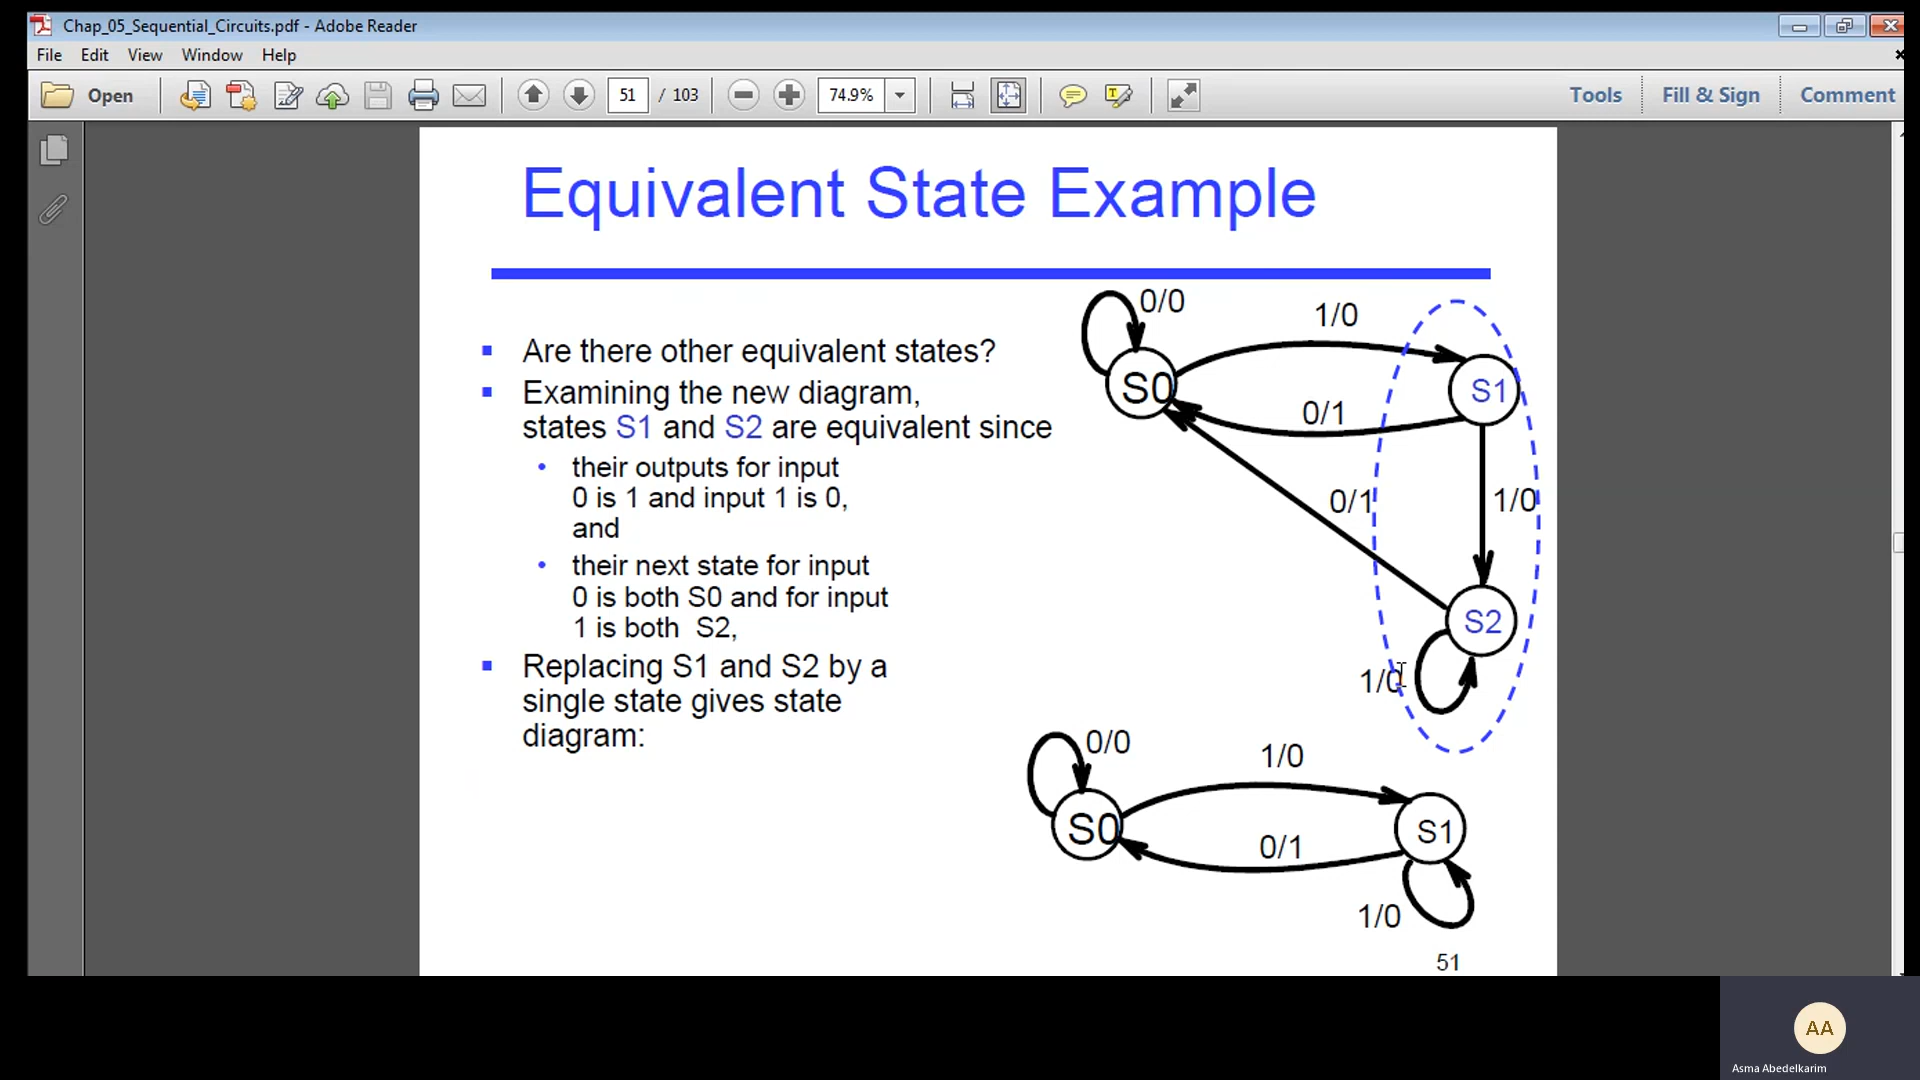 Chap_05_Sequential_Circuits.pdf - Adobe Reader
File Edit View Window Help
Open 51 / 103 74.9% Tools Fill & Sign Comment
Equivalent State Example
▪ Are there other equivalent states?
▪ Examining the new diagram,
states S1 and S2 are equivalent since
• their outputs for input
0 is 1 and input 1 is 0,
and
• their next state for input
0 is both S0 and for input
1 is both S2,
▪ Replacing S1 and S2 by a
single state gives state
diagram:
0/0
1/0
S0
S1
0/1
0/1
1/0
S2
1/0
0/0
1/0
S0
S1
0/1
1/0
51
AA
Asma Abedelkarim